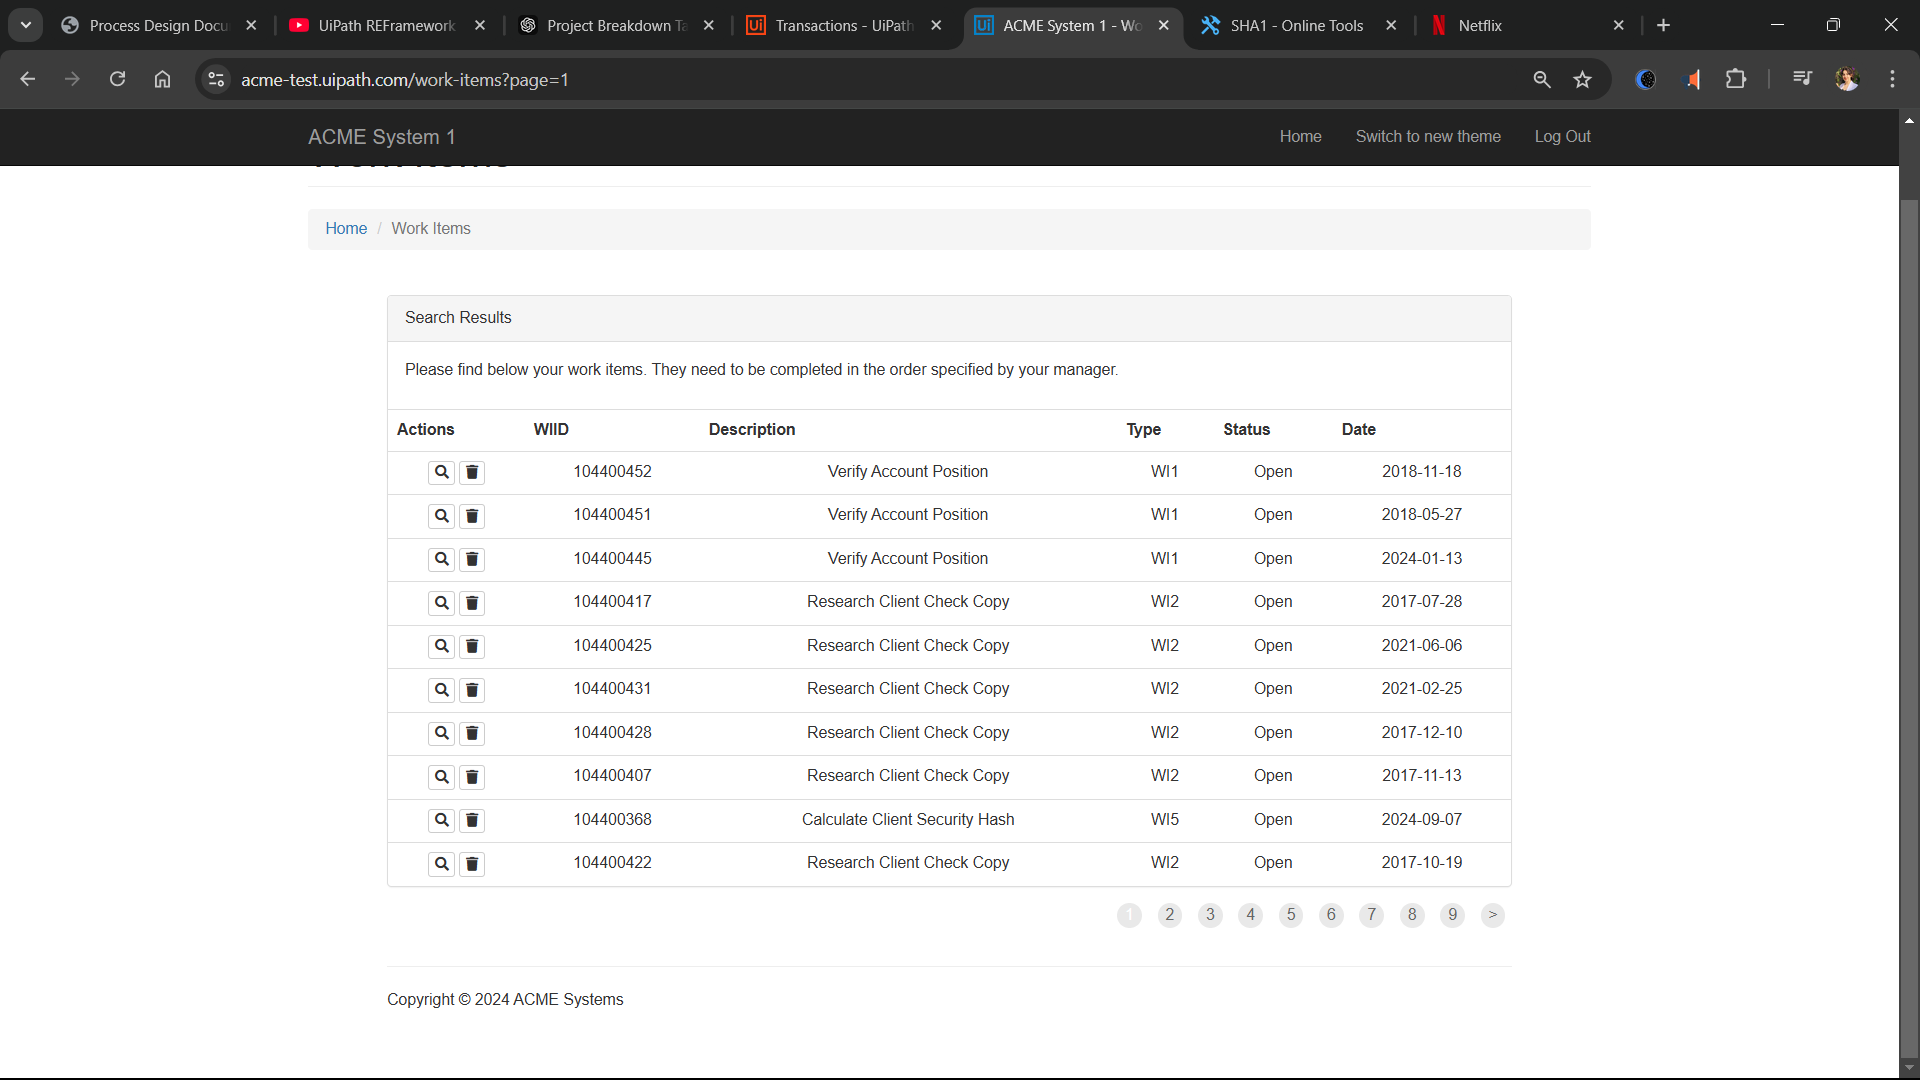 Process Design Docu
UiPath REFramework
Project Breakdown Ta
Transactions - UiPath
ACME System 1 - Wo
SHA1 - Online Tools
Netflix
acme-test.uipath.com/work-items?page=1
ACME System 1
Home
Switch to new theme
Log Out
Home / Work Items
Search Results
Please find below your work items. They need to be completed in the order specified by your manager.
Actions WIID Description Type Status Date
104400452 Verify Account Position WI1 Open 2018-11-18
104400451 Verify Account Position WI1 Open 2018-05-27
104400445 Verify Account Position WI1 Open 2024-01-13
104400417 Research Client Check Copy WI2 Open 2017-07-28
104400425 Research Client Check Copy WI2 Open 2021-06-06
104400431 Research Client Check Copy WI2 Open 2021-02-25
104400428 Research Client Check Copy WI2 Open 2017-12-10
104400407 Research Client Check Copy WI2 Open 2017-11-13
104400368 Calculate Client Security Hash WI5 Open 2024-09-07
104400422 Research Client Check Copy WI2 Open 2017-10-19
1 2 3 4 5 6 7 8 9 >
Copyright © 2024 ACME Systems